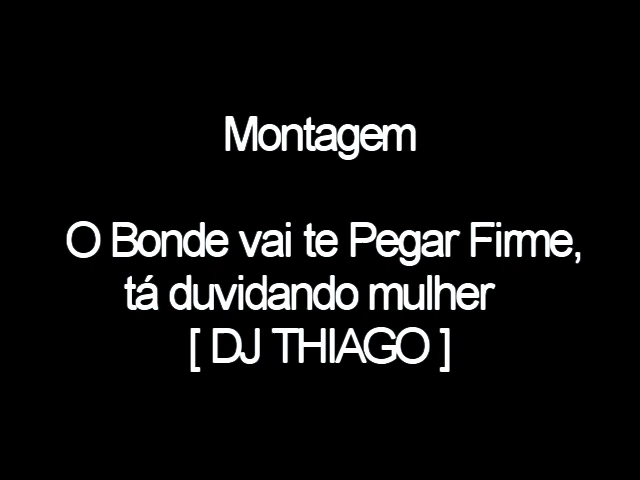 Montagem
O Bonde vai te Pegar Firme,
tá duvidando mulher
[ DJ THIAGO ]